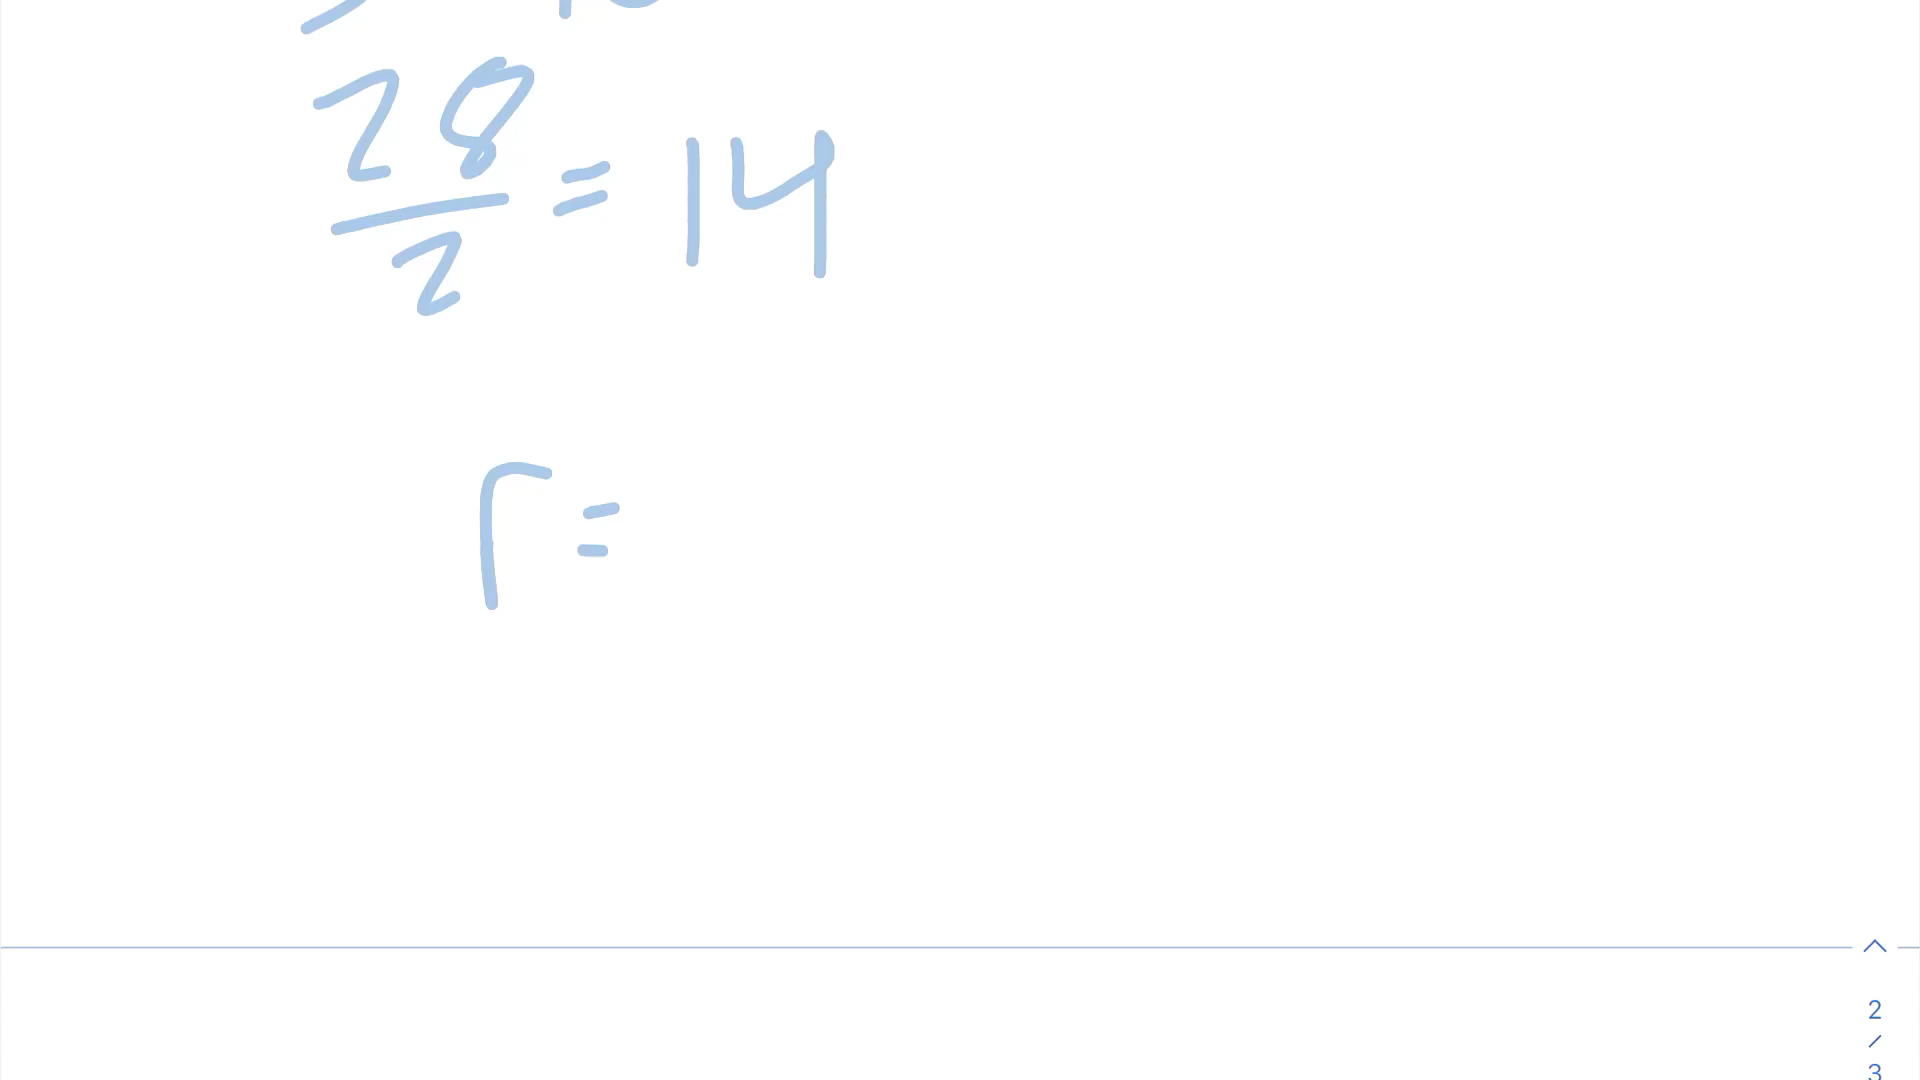 28/2 = 14
r =
2
/
3